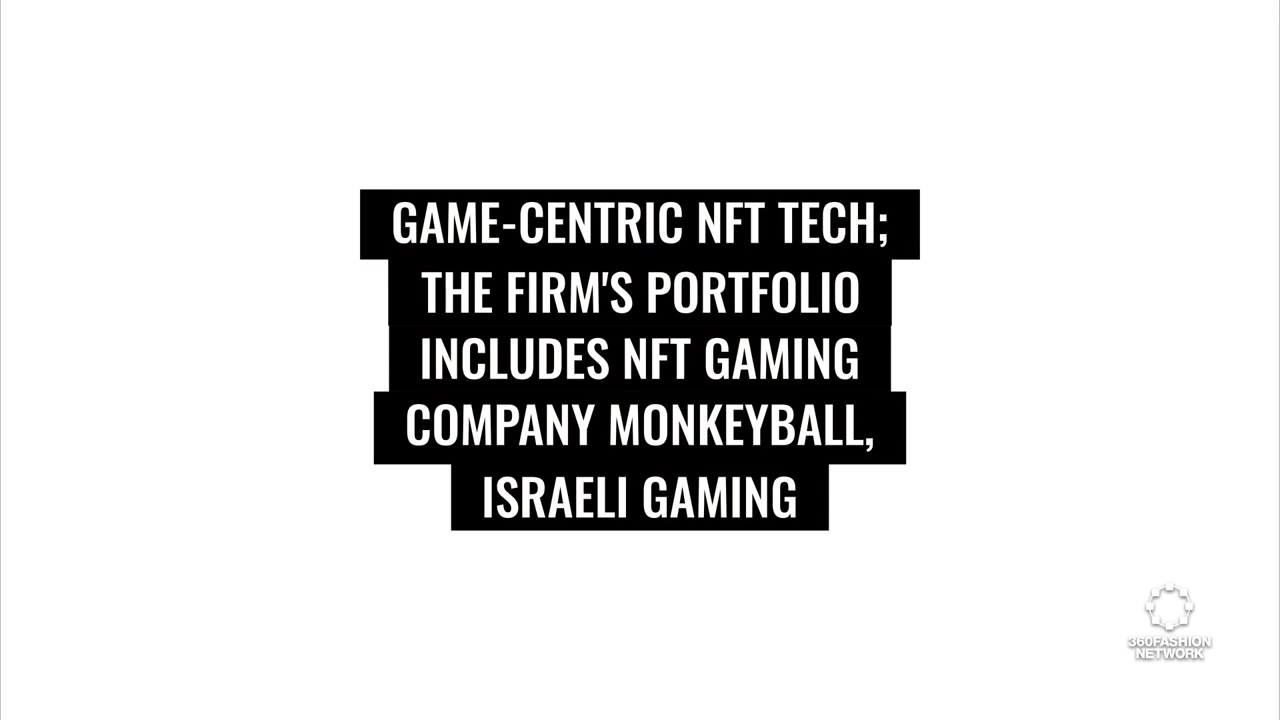 GAME-CENTRIC NFT TECH;
THE FIRM'S PORTFOLIO
INCLUDES NFT GAMING
COMPANY MONKEYBALL,
ISRAELI GAMING
360FASHION
NETWORK